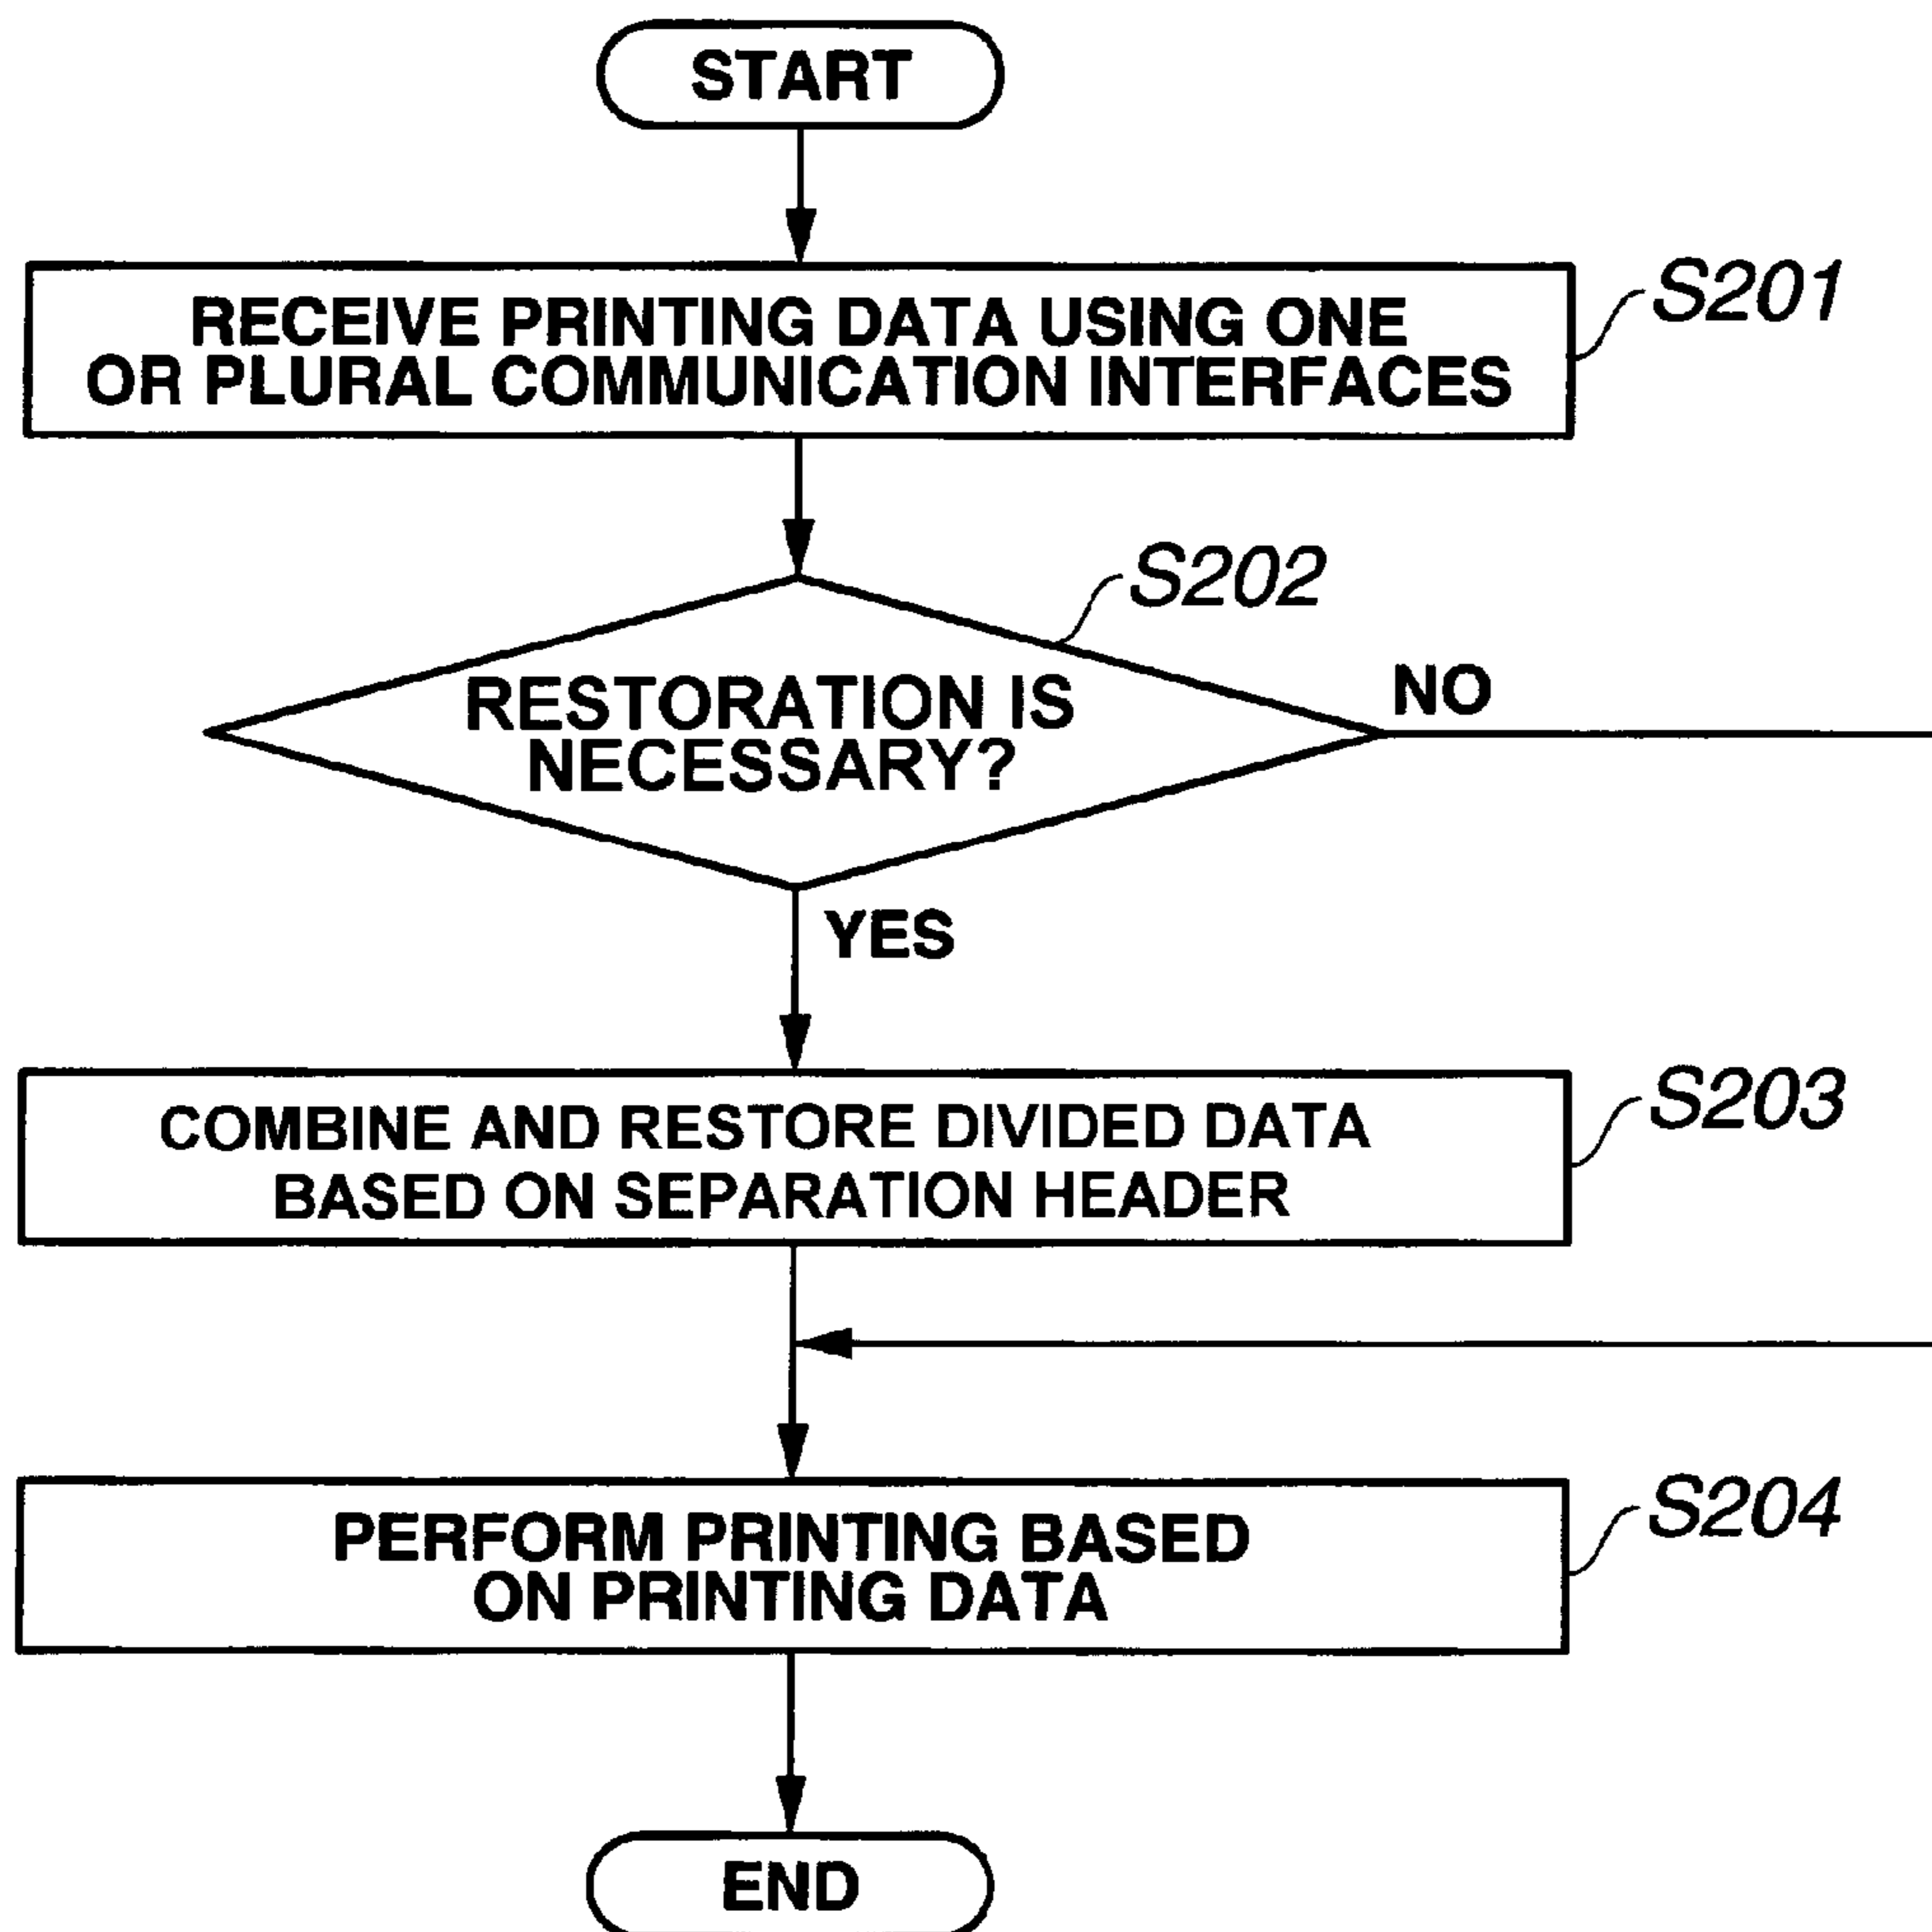 START
RECEIVE PRINTING DATA USING ONE
OR PLURAL COMMUNICATION INTERFACES
S201
S202
RESTORATION IS
NECESSARY?
NO
YES
COMBINE AND RESTORE DIVIDED DATA
BASED ON SEPARATION HEADER
S203
PERFORM PRINTING BASED
ON PRINTING DATA
S204
END